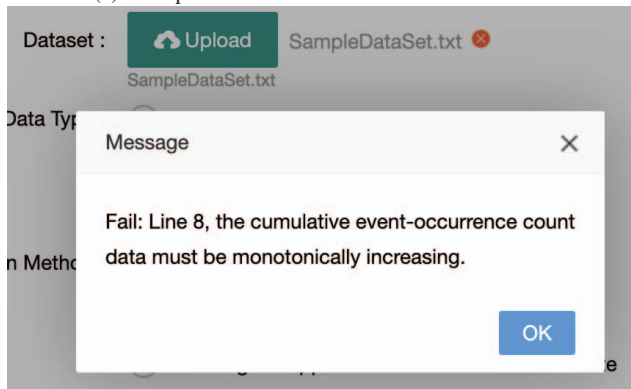 Dataset :
Upload
SampleDataSet.txt
SampleDataSet.txt
Data Typ
Message
Fail: Line 8, the cumulative event-occurrence count
data must be monotonically increasing.
n Metho
OK